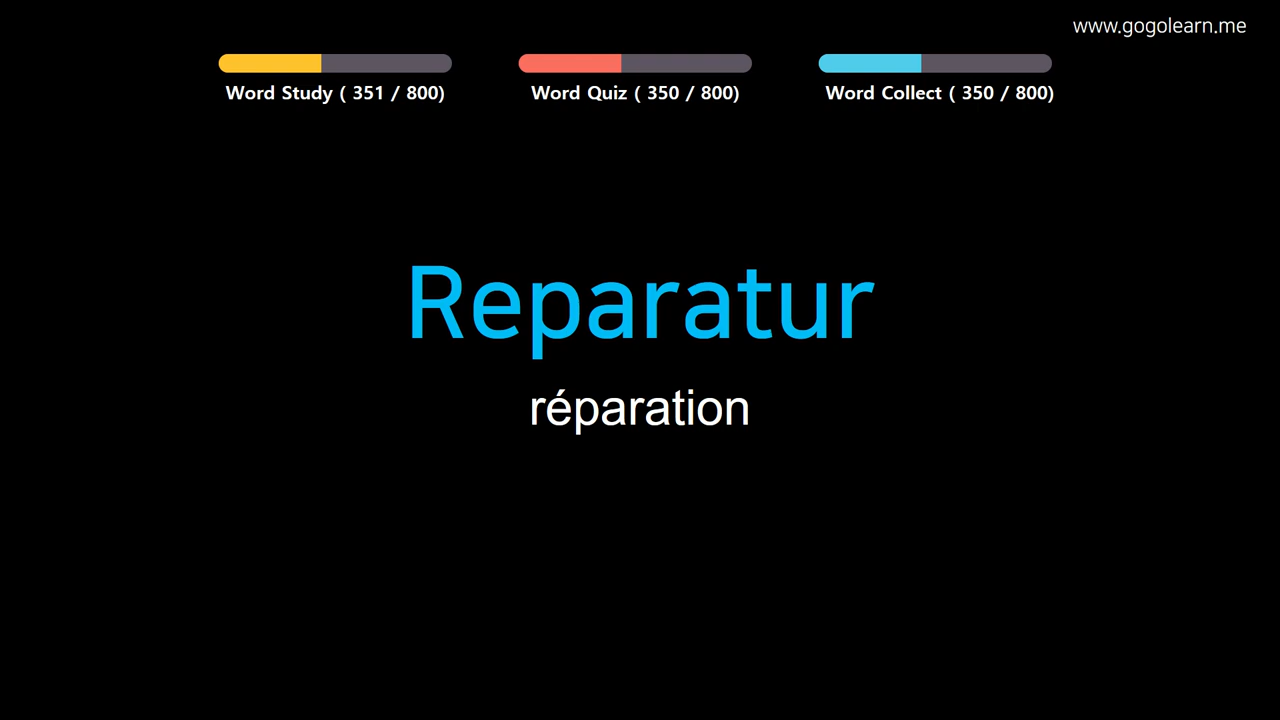 www.gogolearn.me
Word Study ( 351 / 800)
Word Quiz ( 350 / 800)
Word Collect ( 350 / 800)
Reparatur
réparation